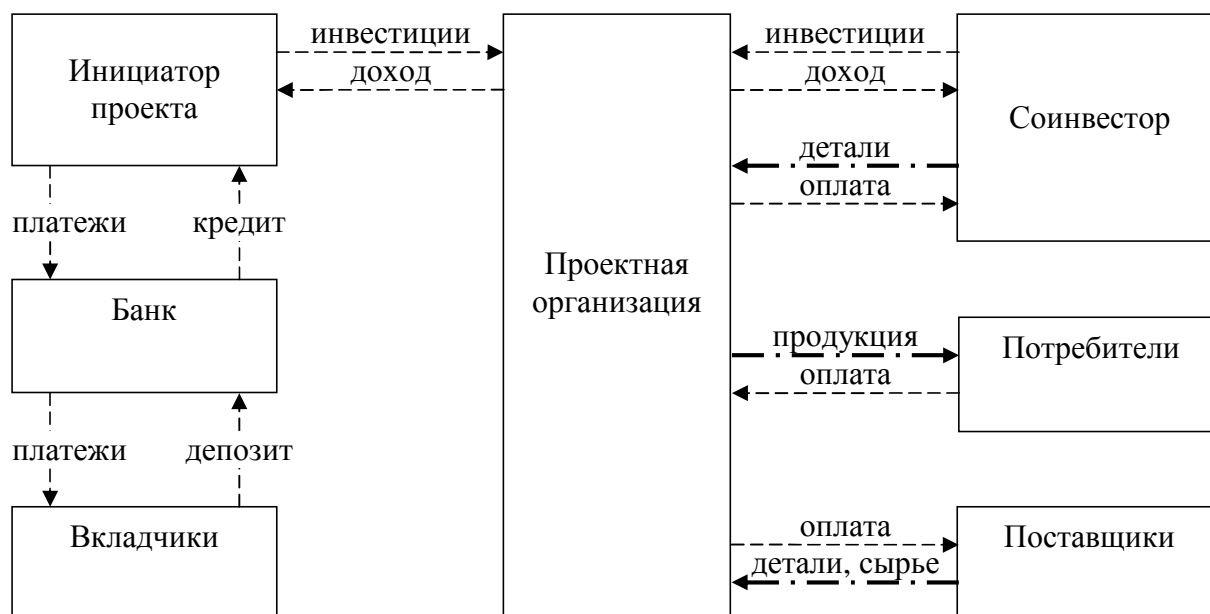 инвестиции
доход
Инициатор
проекта
платежи
кредит
Банк
платежи
депозит
Вкладчики
Проектная
организация
инвестиции
доход
детали
оплата
Соинвестор
продукция
оплата
Потребители
оплата
детали, сырье
Поставщики